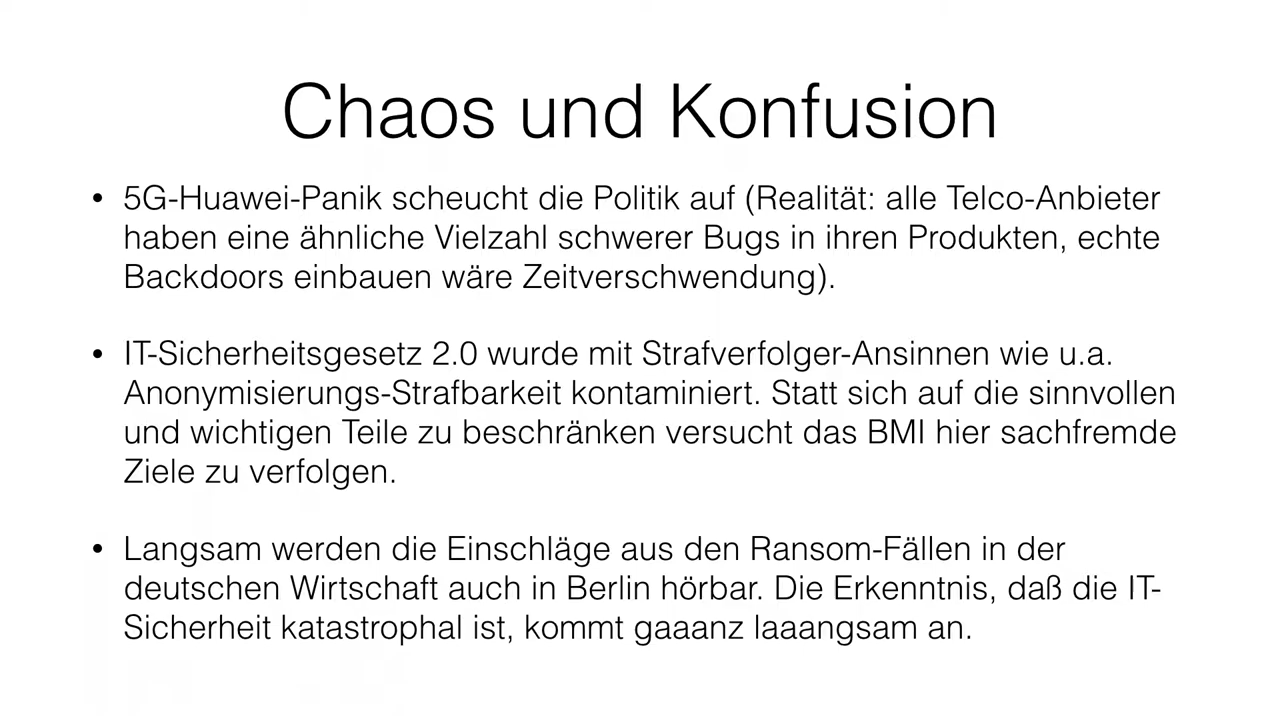 Chaos und Konfusion
• 5G-Huawei-Panik scheucht die Politik auf (Realität: alle Telco-Anbieter
haben eine ähnliche Vielzahl schwerer Bugs in ihren Produkten, echte
Backdoors einbauen wäre Zeitverschwendung).
• IT-Sicherheitsgesetz 2.0 wurde mit Strafverfolger-Ansinnen wie u.a.
Anonymisierungs-Strafbarkeit kontaminiert. Statt sich auf die sinnvollen
und wichtigen Teile zu beschränken versucht das BMI hier sachfremde
Ziele zu verfolgen.
• Langsam werden die Einschläge aus den Ransom-Fällen in der
deutschen Wirtschaft auch in Berlin hörbar. Die Erkenntnis, daß die IT-
Sicherheit katastrophal ist, kommt gaaanz laaangsam an.